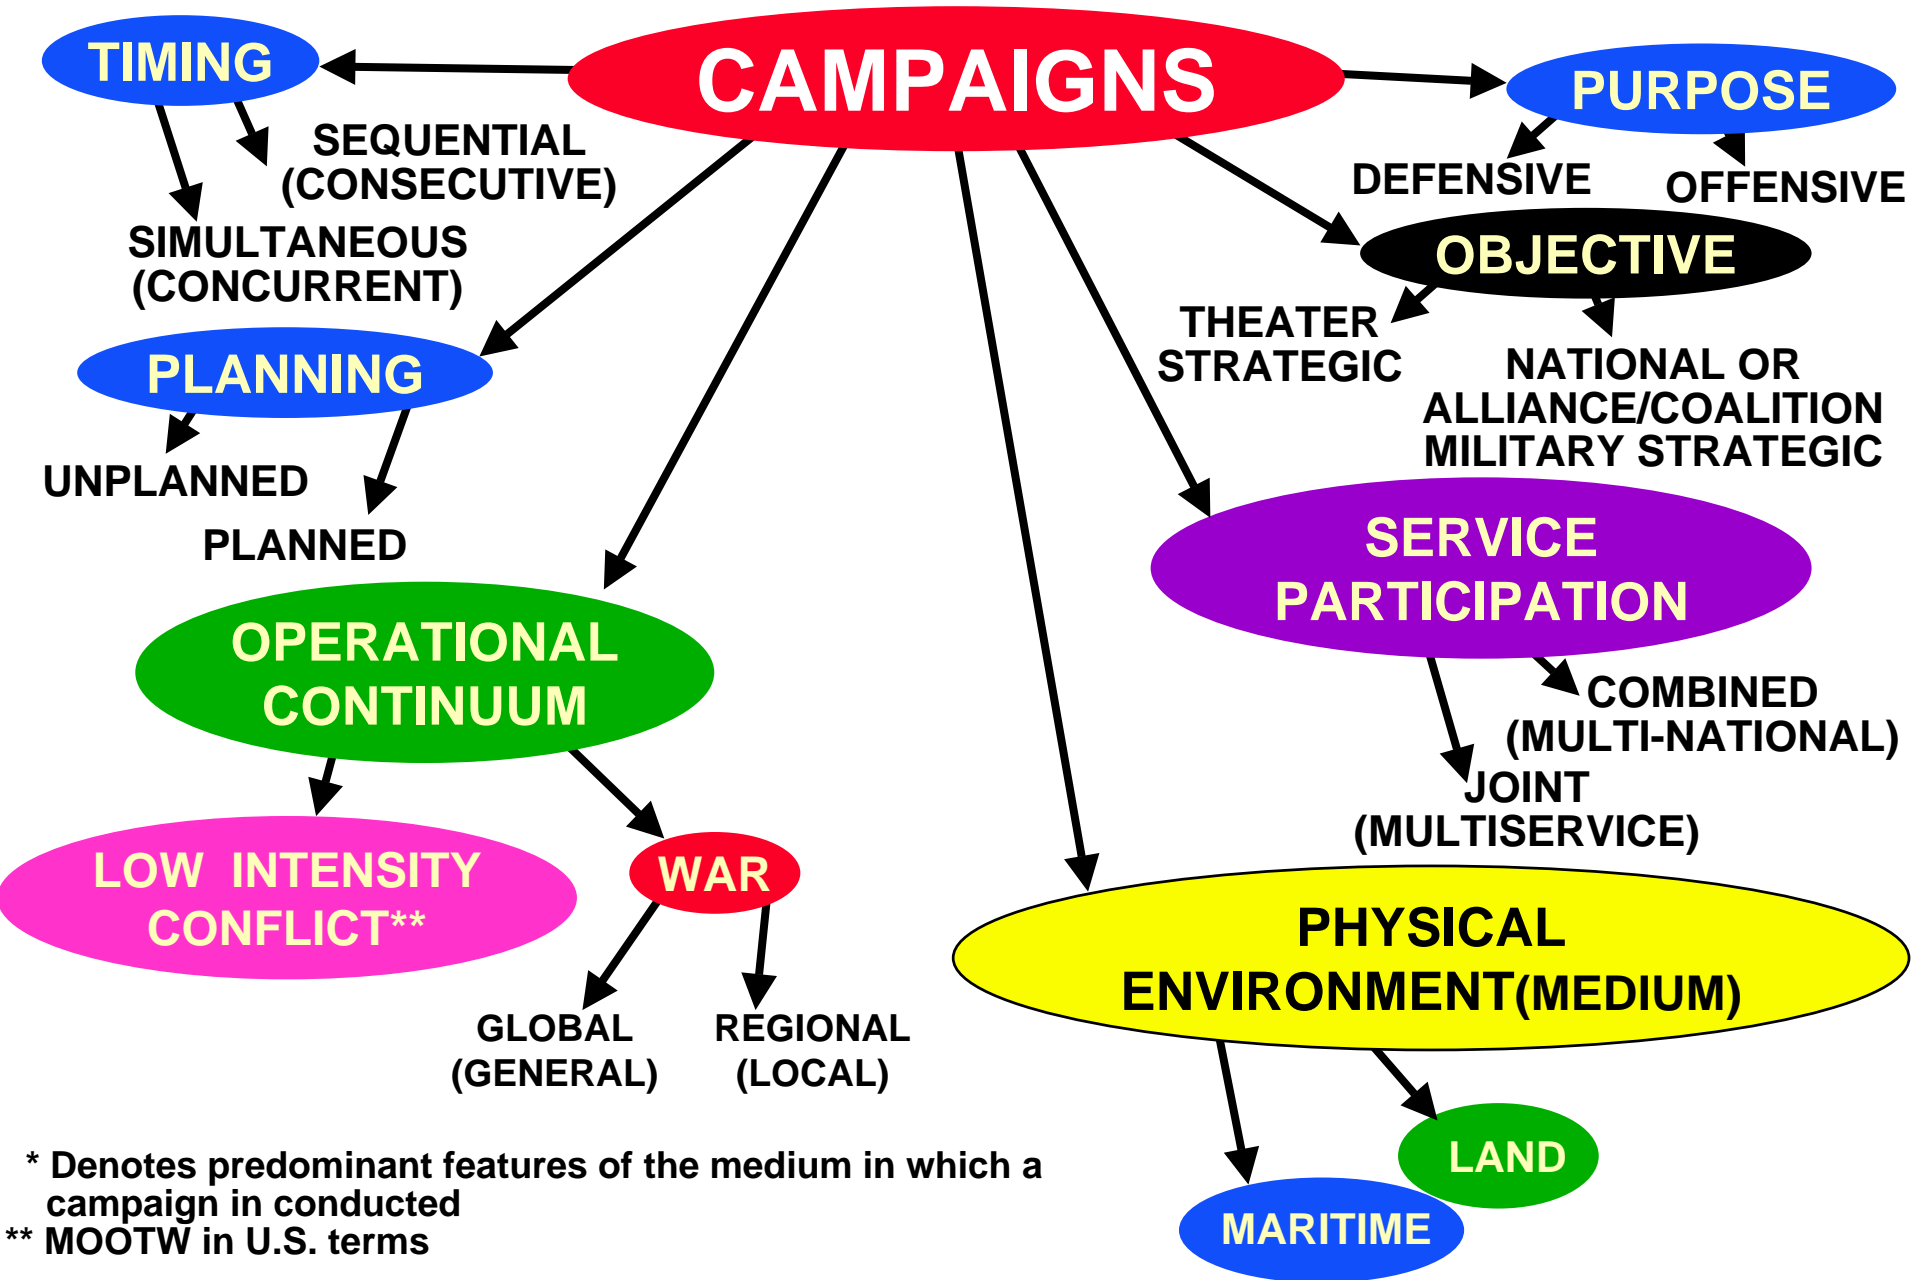 CAMPAIGNS
TIMING
SEQUENTIAL
(CONSECUTIVE)
SIMULTANEOUS
(CONCURRENT)
PLANNING
UNPLANNED
PLANNED
OPERATIONAL
CONTINUUM
LOW INTENSITY
CONFLICT**
WAR
GLOBAL
(GENERAL)
REGIONAL
(LOCAL)
PURPOSE
DEFENSIVE
OFFENSIVE
OBJECTIVE
THEATER
STRATEGIC
NATIONAL OR
ALLIANCE/COALITION
MILITARY STRATEGIC
SERVICE
PARTICIPATION
COMBINED
(MULTI-NATIONAL)
JOINT
(MULTISERVICE)
PHYSICAL
ENVIRONMENT(MEDIUM)
LAND
MARITIME
* Denotes predominant features of the medium in which a
campaign in conducted
** MOOTW in U.S. terms